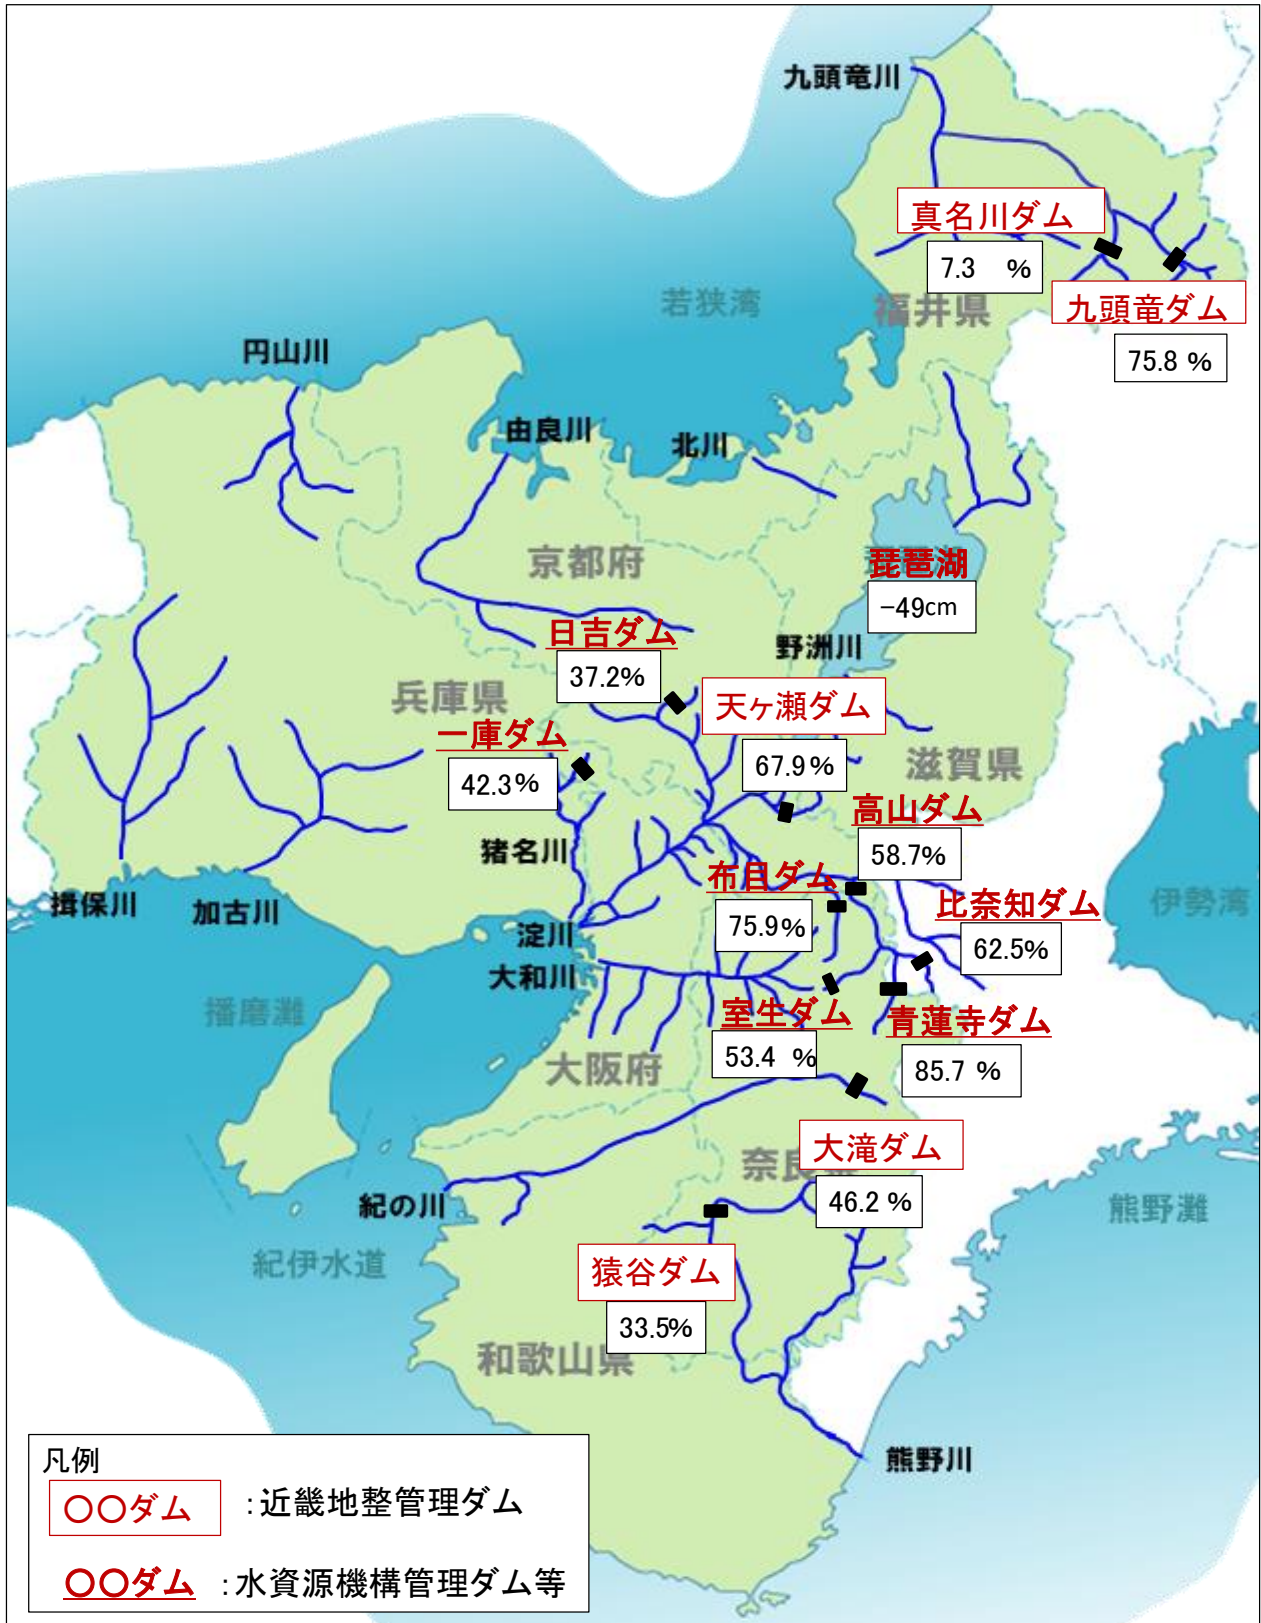 九頭竜川
真名川ダム
7.3 %
若狭湾
福井県
九頭竜ダム
75.8 %
円山川
由良川
北川
京都府
琵琶湖
-49cm
日吉ダム
37.2%
野洲川
兵庫県
天ヶ瀬ダム
67.9%
一庫ダム
42.3%
滋賀県
高山ダム
58.7%
猪名川
布目ダム
75.9%
比奈知ダム
62.5%
揖保川
加古川
伊勢湾
淀川
大和川
播磨灘
室生ダム
53.4 %
青蓮寺ダム
85.7 %
大阪府
大滝ダム
46.2 %
奈良県
紀の川
熊野灘
紀伊水道
猿谷ダム
33.5%
和歌山県
熊野川
凡例
〇〇ダム :近畿地整管理ダム
〇〇ダム :水資源機構管理ダム等